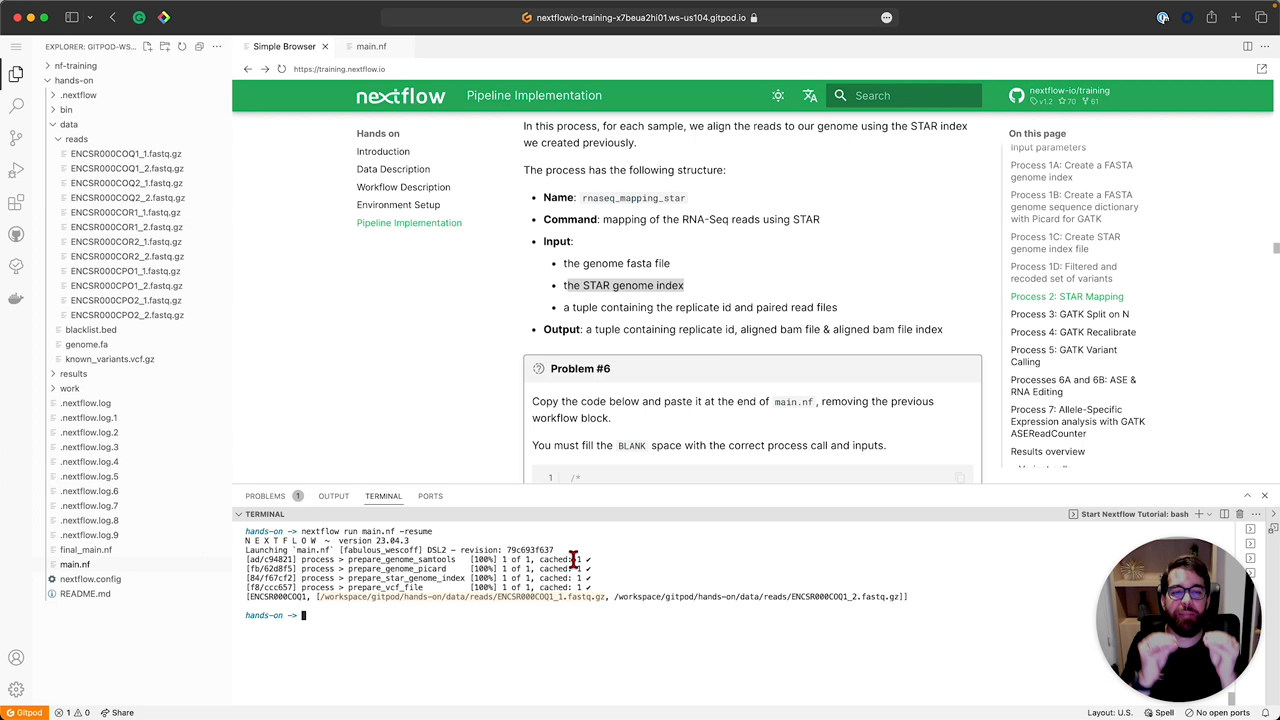 nextflowio-training-x7beua2hi01.ws-us104.gitpod.io
EXPLORER: GITPOD-WS...
nf-training
hands-on
.nextflow
bin
data
reads
ENCSR000COQ1_1.fastq.gz
ENCSR000COQ1_2.fastq.gz
ENCSR000COQ2_1.fastq.gz
ENCSR000COQ2_2.fastq.gz
ENCSR000COR1_1.fastq.gz
ENCSR000COR1_2.fastq.gz
ENCSR000COR2_1.fastq.gz
ENCSR000COR2_2.fastq.gz
ENCSR000CPO1_1.fastq.gz
ENCSR000CPO1_2.fastq.gz
ENCSR000CPO2_1.fastq.gz
ENCSR000CPO2_2.fastq.gz
blacklist.bed
genome.fa
known_variants.vcf.gz
results
work
.nextflow.log
.nextflow.log.1
.nextflow.log.2
.nextflow.log.3
.nextflow.log.4
.nextflow.log.5
.nextflow.log.6
.nextflow.log.7
.nextflow.log.8
.nextflow.log.9
final_main.nf
main.nf
nextflow.config
README.md
Simple Browser
main.nf
https://training.nextflow.io
nextflow
Pipeline Implementation
Search
nextflow-io/training
v1.2 70 61
Hands on
Introduction
Data Description
Workflow Description
Environment Setup
Pipeline Implementation
In this process, for each sample, we align the reads to our genome using the STAR index
we created previously.
The process has the following structure:
• Name: rnaseq_mapping_star
• Command: mapping of the RNA-Seq reads using STAR
• Input:
• the genome fasta file
• the STAR genome index
• a tuple containing the replicate id and paired read files
• Output: a tuple containing replicate id, aligned bam file & aligned bam file index
Problem #6
Copy the code below and paste it at the end of main.nf, removing the previous
workflow block.
You must fill the BLANK space with the correct process call and inputs.
1 /*
On this page
Input parameters
Process 1A: Create a FASTA
genome index
Process 1B: Create a FASTA
genome sequence dictionary
with Picard for GATK
Process 1C: Create STAR
genome index file
Process 1D: Filtered and
recoded set of variants
Process 2: STAR Mapping
Process 3: GATK Split on N
Process 4: GATK Recalibrate
Process 5: GATK Variant
Calling
Processes 6A and 6B: ASE &
RNA Editing
Process 7: Allele-Specific
Expression analysis with GATK
ASEReadCounter
Results overview
PROBLEMS 1 OUTPUT TERMINAL PORTS
TERMINAL
Start Nextflow Tutorial: bash
hands-on -> nextflow run main.nf -resume
N E X T F L O W ~ version 23.04.3
Launching `main.nf` [fabulous_wescoff] DSL2 - revision: 79c693f637
[ad/c94821] process > prepare_genome_samtools [100%] 1 of 1, cached: 1 ✔
[fb/62d8f5] process > prepare_genome_picard [100%] 1 of 1, cached: 1 ✔
[84/f67cf2] process > prepare_star_genome_index [100%] 1 of 1, cached: 1 ✔
[f8/ccc657] process > prepare_vcf_file [100%] 1 of 1, cached: 1 ✔
[ENCSR000COQ1, [/workspace/gitpod/hands-on/data/reads/ENCSR000COQ1_1.fastq.gz, /workspace/gitpod/hands-on/data/reads/ENCSR000COQ1_2.fastq.gz]]
hands-on ->
Gitpod 1 0 Share
Layout: U.S. Spell No open ports